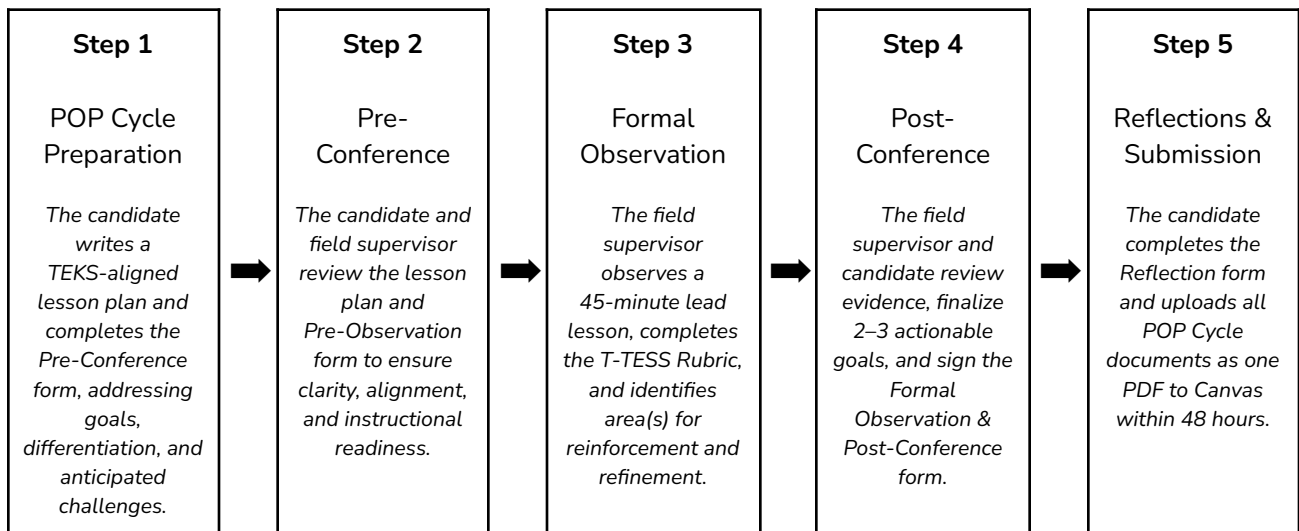 Step 1
POP Cycle
Preparation
The candidate
writes a
TEKS-aligned
lesson plan and
completes the
Pre-Conference
form, addressing
goals,
differentiation, and
anticipated
challenges.
Step 2
Pre-
Conference
The candidate and
field supervisor
review the lesson
plan and
Pre-Observation
form to ensure
clarity, alignment,
and instructional
readiness.
Step 3
Formal
Observation
The field
supervisor
observes a
45-minute lead
lesson, completes
the T-TESS Rubric,
and identifies
area(s) for
reinforcement and
refinement.
Step 4
Post-
Conference
The field
supervisor and
candidate review
evidence, finalize
2–3 actionable
goals, and sign the
Formal
Observation &
Post-Conference
form.
Step 5
Reflections &
Submission
The candidate
completes the
Reflection form
and uploads all
POP Cycle
documents as one
PDF to Canvas
within 48 hours.